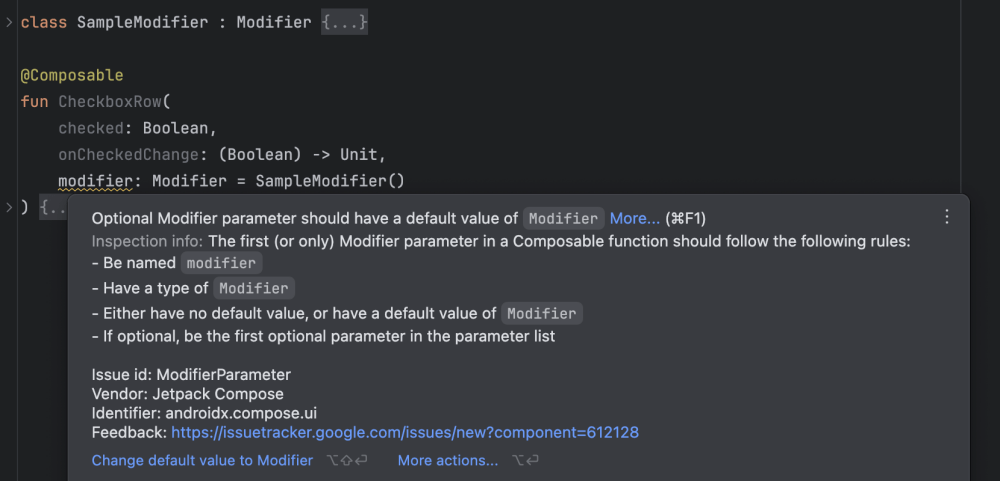 class SampleModifier : Modifier {...}
@Composable
fun CheckboxRow(
checked: Boolean,
onCheckedChange: (Boolean) -> Unit,
modifier: Modifier = SampleModifier()
) {..
Optional Modifier parameter should have a default value of Modifier More... (⌘F1)
Inspection info: The first (or only) Modifier parameter in a Composable function should follow the following rules:
- Be named modifier
- Have a type of Modifier
- Either have no default value, or have a default value of Modifier
- If optional, be the first optional parameter in the parameter list
Issue id: ModifierParameter
Vendor: Jetpack Compose
Identifier: androidx.compose.ui
Feedback: https://issuetracker.google.com/issues/new?component=612128
Change default value to Modifier ⌥⇧⏎ More actions... ⌥⏎